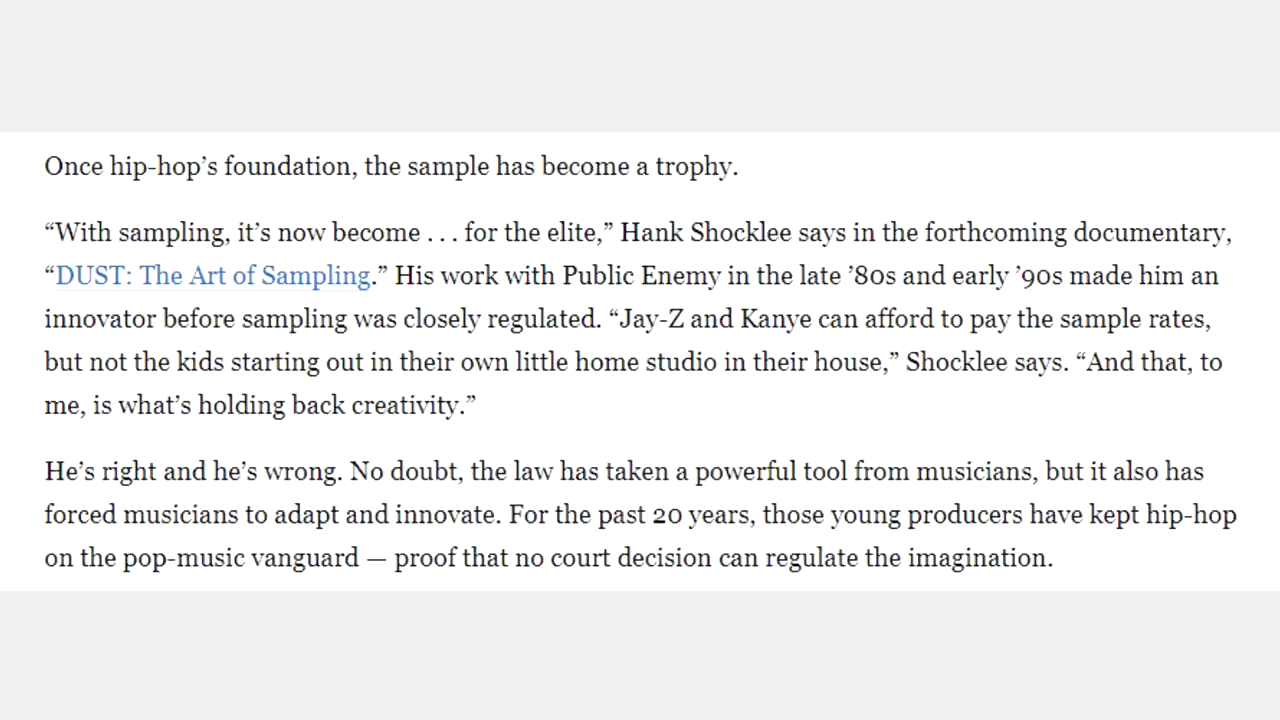 Once hip-hop’s foundation, the sample has become a trophy.
“With sampling, it’s now become . . . for the elite,” Hank Shocklee says in the forthcoming documentary,
“DUST: The Art of Sampling.” His work with Public Enemy in the late ’80s and early ’90s made him an
innovator before sampling was closely regulated. “Jay-Z and Kanye can afford to pay the sample rates,
but not the kids starting out in their own little home studio in their house,” Shocklee says. “And that, to
me, is what’s holding back creativity.”
He’s right and he’s wrong. No doubt, the law has taken a powerful tool from musicians, but it also has
forced musicians to adapt and innovate. For the past 20 years, those young producers have kept hip-hop
on the pop-music vanguard — proof that no court decision can regulate the imagination.